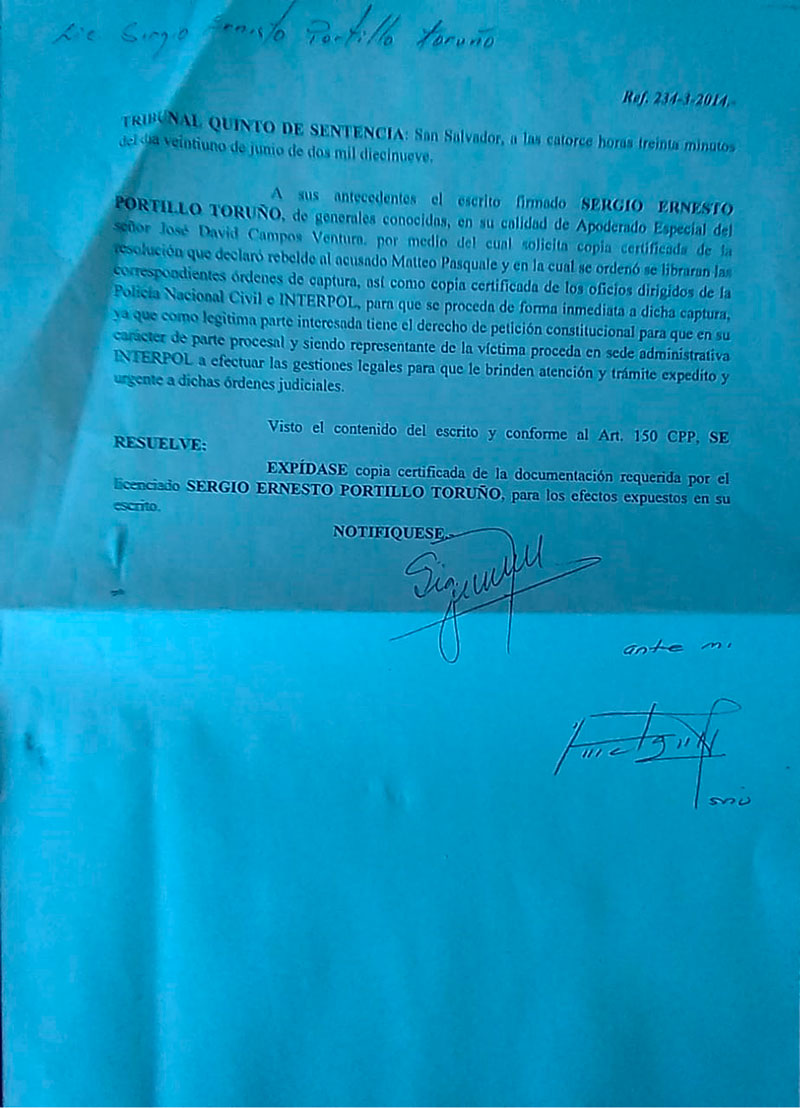 Lic Sergio Ernesto Portillo Toruño
Ref. 234-3-2014.-
TRIBUNAL QUINTO DE SENTENCIA: San Salvador, a las catorce horas treinta minutos
del día veintiuno de junio de dos mil diecinueve.
A sus antecedentes el escrito firmado SERGIO ERNESTO
PORTILLO TORUÑO, de generales conocidas, en su calidad de Apoderado Especial del
señor José David Campos Ventura, por medio del cual solicita copia certificada de la
resolución que declaró rebelde al acusado Matteo Pasquale y en la cual se ordenó se libraran las
correspondientes órdenes de captura, así como copia certificada de los oficios dirigidos de la
Policía Nacional Civil e INTERPOL, para que se proceda de forma inmediata a dicha captura,
ya que como legitima parte interesada tiene el derecho de petición constitucional para que en su
carácter de parte procesal y siendo representante de la víctima proceda en sede administrativa
INTERPOL a efectuar las gestiones legales para que le brinden atención y trámite expedito y
urgente a dichas órdenes judiciales.
Visto el contenido del escrito y conforme al Art. 150 CPP, SE
RESUELVE:
EXPÍDASE copia certificada de la documentación requerida por el
licenciado SERGIO ERNESTO PORTILLO TORUÑO, para los efectos expuestos en su
escrito.
NOTIFIQUESE.-
ante mi
srio